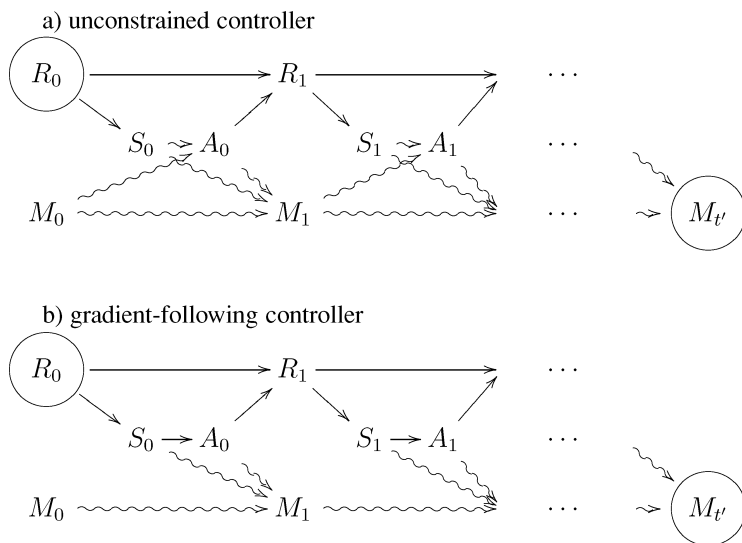 a) unconstrained controller
R₀ R₁ ...
S₀ A₀ S₁ A₁ ...
M₀ M₁ ... Mₜ′
b) gradient-following controller
R₀ R₁ ...
S₀ A₀ S₁ A₁ ...
M₀ M₁ ... Mₜ′